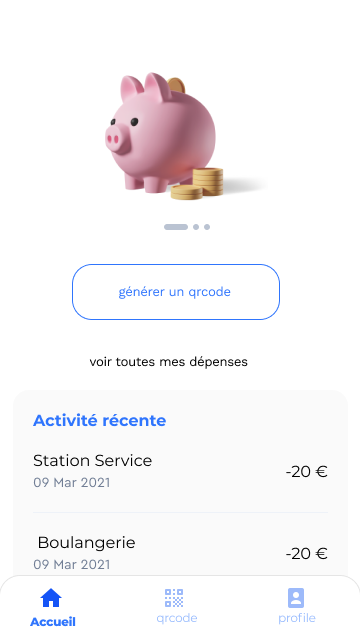 générer un qrcode
voir toutes mes dépenses
Activité récente
Station Service
-20 €
09 Mar 2021
Boulangerie
-20 €
09 Mar 2021
Accueil
qrcode
profile